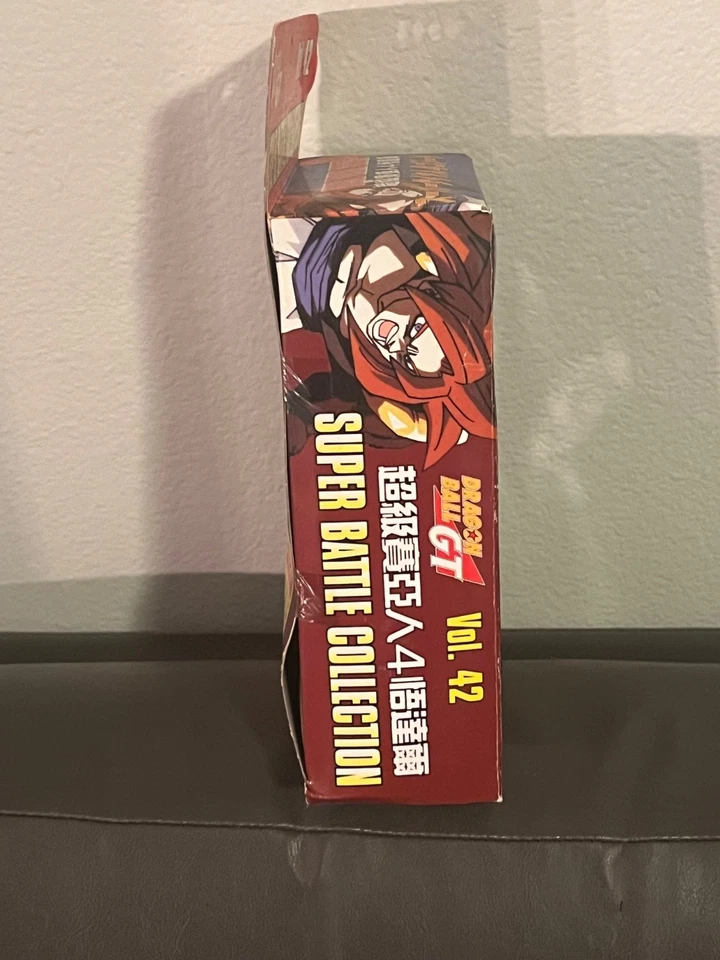 DRAGON
BALL
GT
Vol. 42
超級賽亞人4悟達爾
SUPER BATTLE COLLECTION